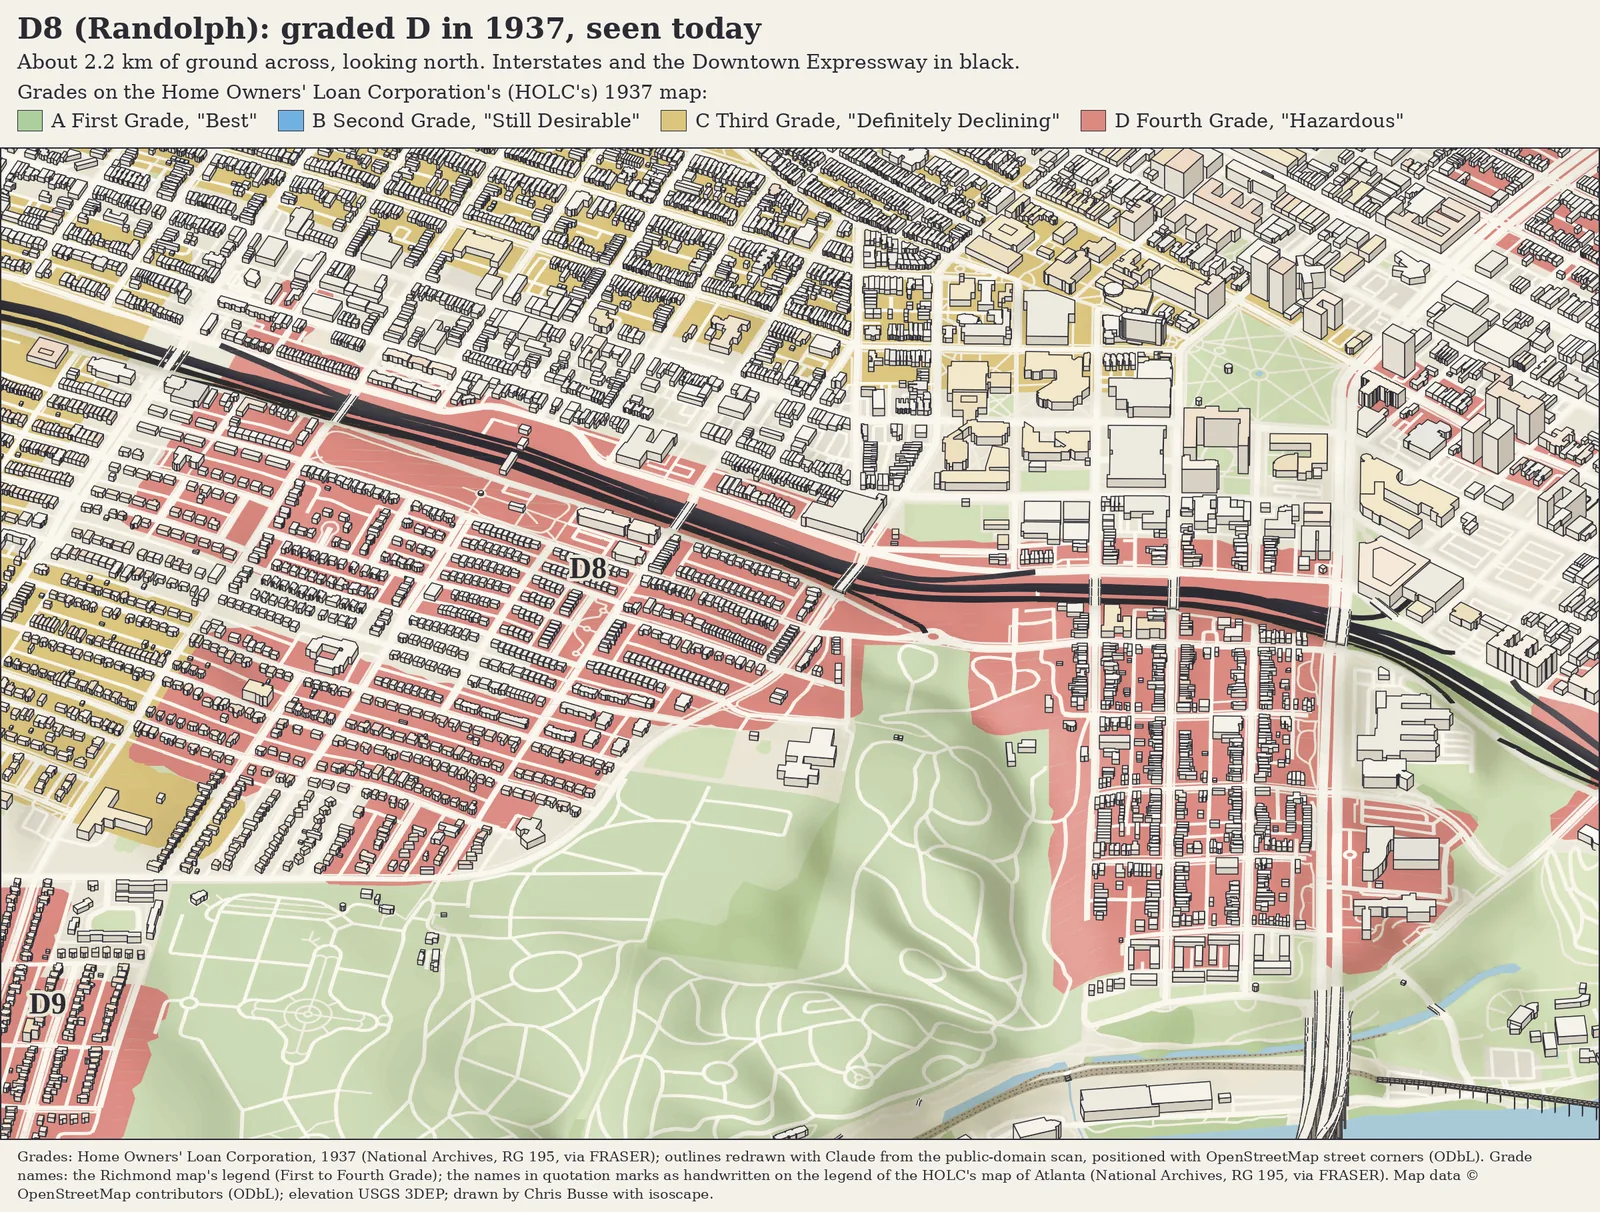 D8 (Randolph): graded D in 1937, seen today
About 2.2 km of ground across, looking north. Interstates and the Downtown Expressway in black.
Grades on the Home Owners' Loan Corporation's (HOLC's) 1937 map:
A First Grade, "Best" B Second Grade, "Still Desirable" C Third Grade, "Definitely Declining" D Fourth Grade, "Hazardous"
D8
D9
Grades: Home Owners' Loan Corporation, 1937 (National Archives, RG 195, via FRASER); outlines redrawn with Claude from the public-domain scan, positioned with OpenStreetMap street corners (ODbL). Grade
names: the Richmond map's legend (First to Fourth Grade); the names in quotation marks as handwritten on the legend of the HOLC's map of Atlanta (National Archives, RG 195, via FRASER). Map data ©
OpenStreetMap contributors (ODbL); elevation USGS 3DEP; drawn by Chris Busse with isoscape.